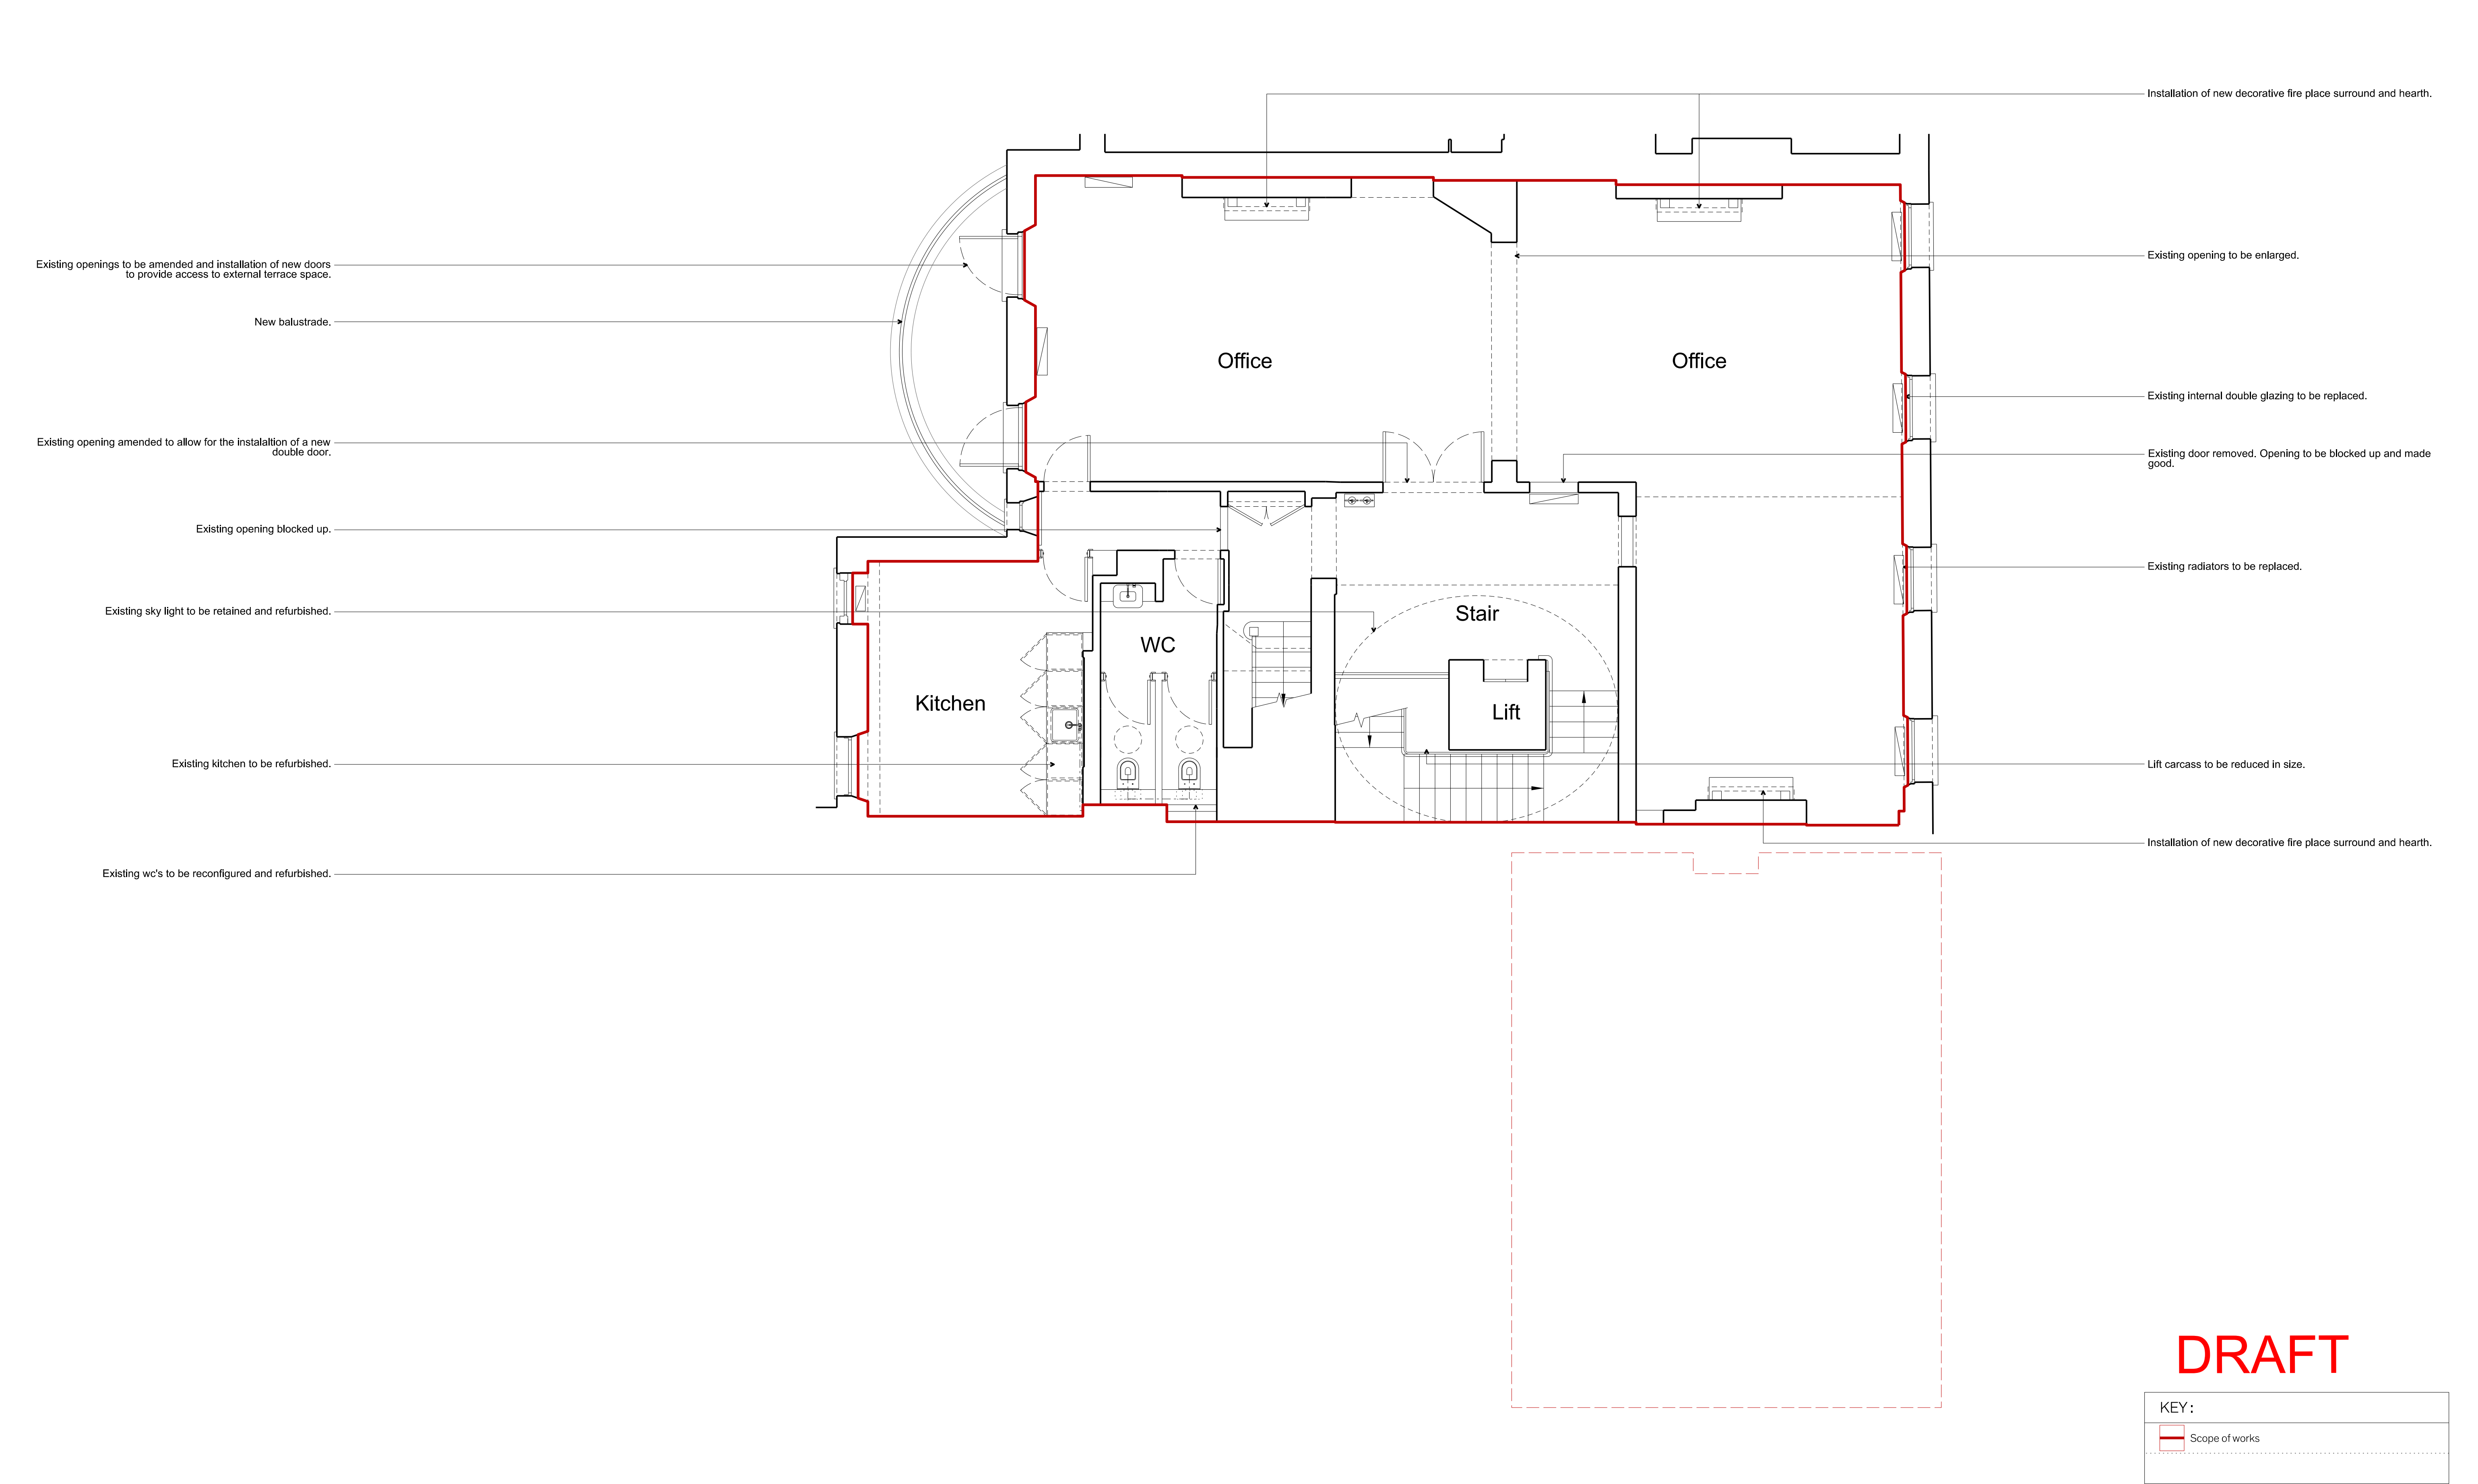 Installation of new decorative fire place surround and hearth.
Existing openings to be amended and installation of new doors
to provide access to external terrace space.
Existing opening to be enlarged.
New balustrade.
Office
Office
Existing internal double glazing to be replaced.
Existing opening amended to allow for the instalaltion of a new
double door.
Existing door removed. Opening to be blocked up and made
good.
Existing opening blocked up.
Existing radiators to be replaced.
Existing sky light to be retained and refurbished.
Stair
WC
Kitchen
Lift
Existing kitchen to be refurbished.
Lift carcass to be reduced in size.
Installation of new decorative fire place surround and hearth.
Existing wc's to be reconfigured and refurbished.
DRAFT
KEY:
Scope of works